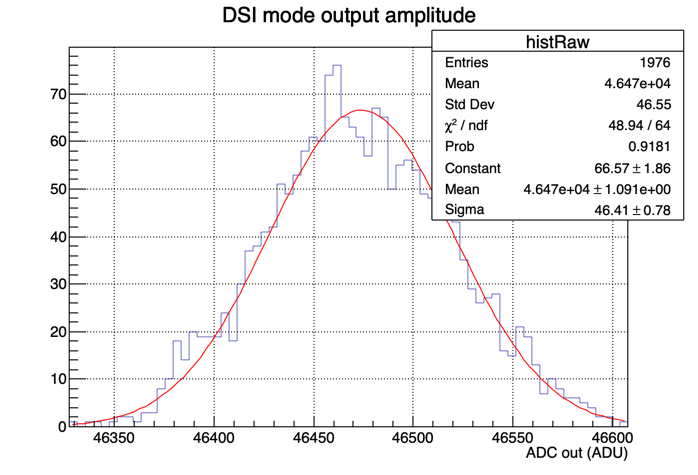 DSI mode output amplitude
histRaw
Entries 1976
Mean 4.647e+04
Std Dev 46.55
χ² / ndf 48.94 / 64
Prob 0.9181
Constant 66.57 ± 1.86
Mean 4.647e+04 ± 1.091e+00
Sigma 46.41 ± 0.78
70
60
50
40
30
20
10
0
46350 46400 46450 46500 46550 46600
ADC out (ADU)